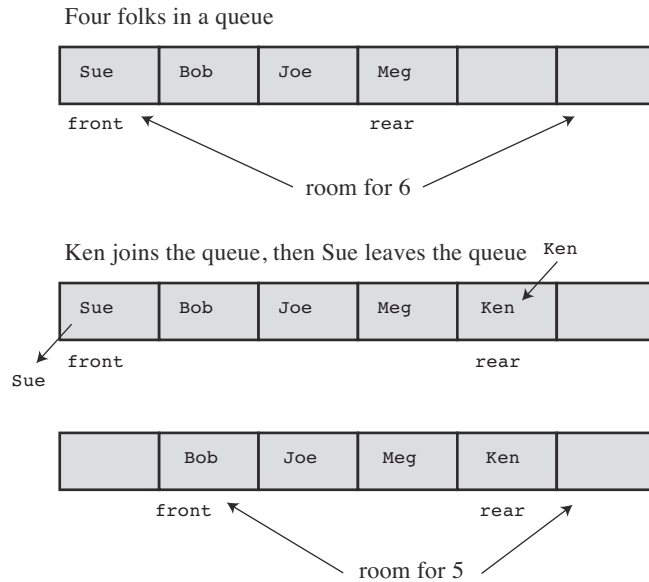 Four folks in a queue
Sue Bob Joe Meg
front rear
room for 6
Ken joins the queue, then Sue leaves the queue Ken
Sue Bob Joe Meg Ken
front rear
Sue
Bob Joe Meg Ken
front rear
room for 5